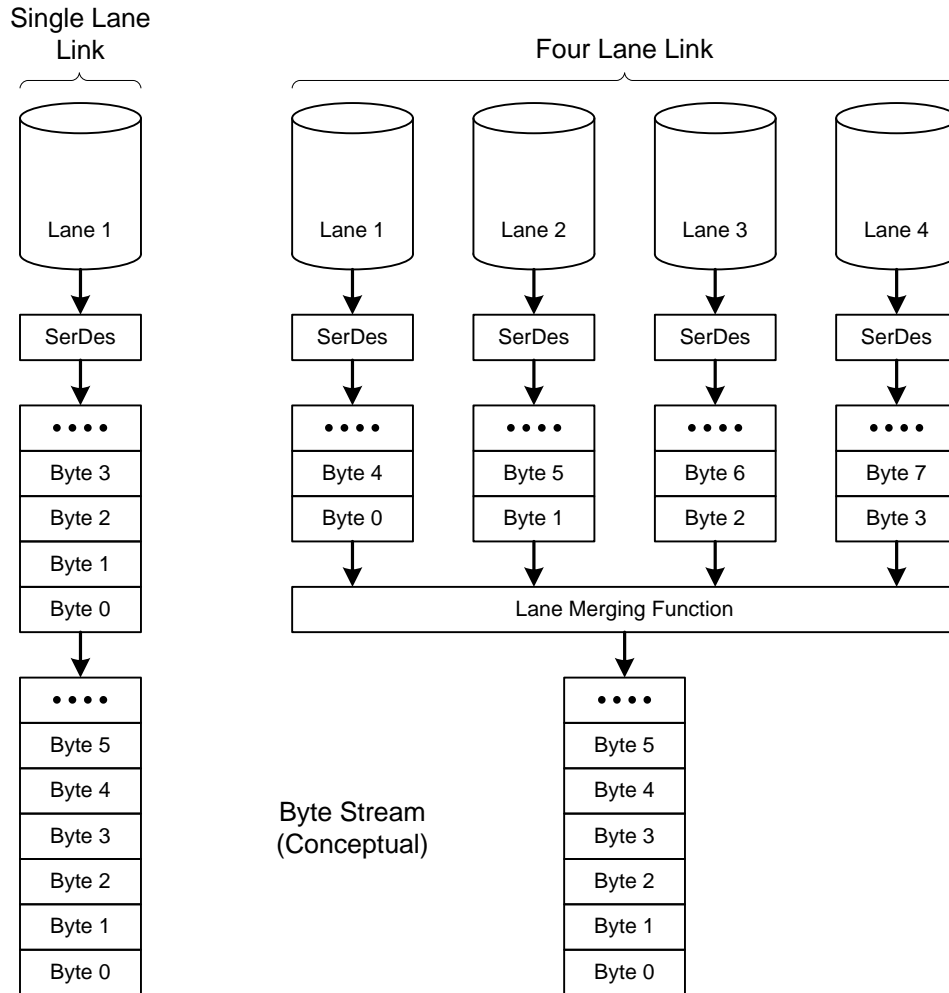 Single Lane
Link
Four Lane Link
Lane 1
Lane 1
Lane 2
Lane 3
Lane 4
SerDes
SerDes
SerDes
SerDes
SerDes
••••
Byte 3
Byte 2
Byte 1
Byte 0
••••
Byte 4
Byte 0
••••
Byte 5
Byte 1
••••
Byte 6
Byte 2
••••
Byte 7
Byte 3
Lane Merging Function
••••
Byte 5
Byte 4
Byte 3
Byte 2
Byte 1
Byte 0
Byte Stream
(Conceptual)
••••
Byte 5
Byte 4
Byte 3
Byte 2
Byte 1
Byte 0